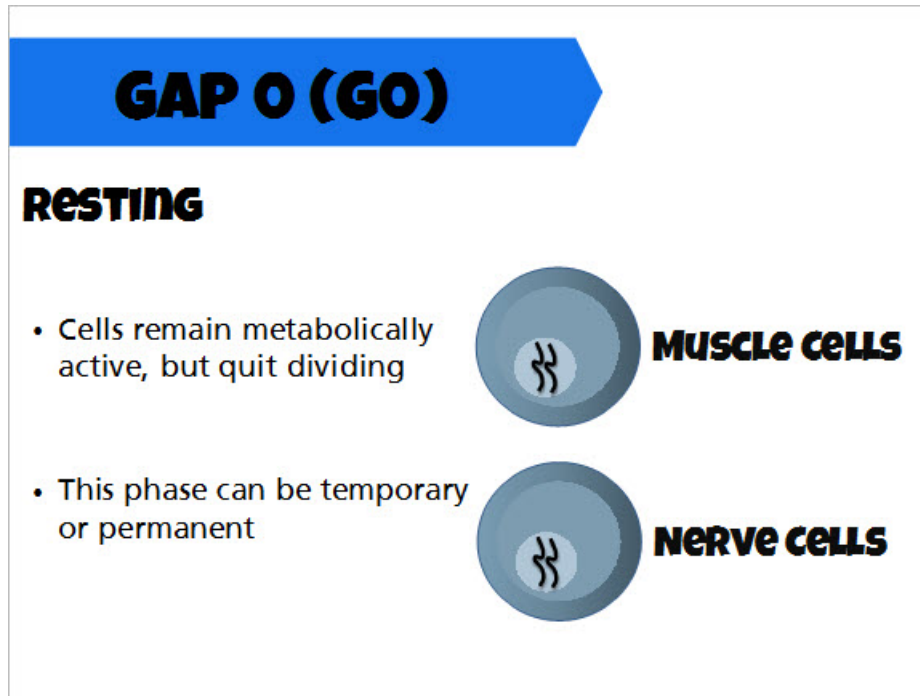 GAP 0 (G0)
Resting
• Cells remain metabolically
active, but quit dividing
Muscle cells
• This phase can be temporary
or permanent
Nerve cells